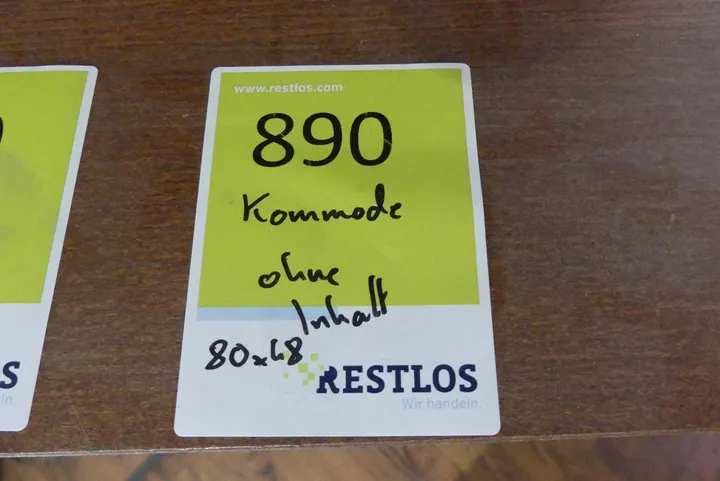 www.restlos.com
890
Kommode
ohne
Inhalt
80x48
RESTLOS
Wir handeln.
S